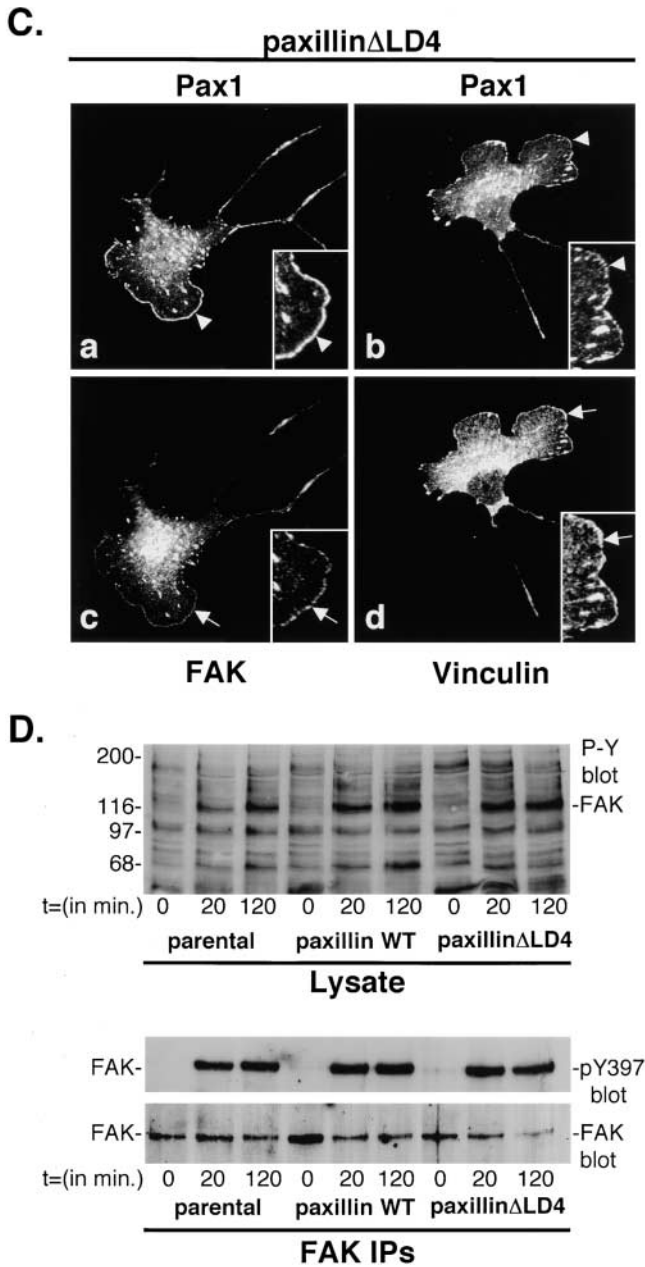 C.
paxillinΔLD4
Pax1 Pax1
a b
c d
FAK Vinculin
D.
200- P-Y
blot
116- -FAK
97-
68-
t=(in min.) 0 20 120 0 20 120 0 20 120
parental paxillin WT paxillinΔLD4
Lysate
FAK- -pY397
blot
FAK- -FAK
blot
t=(in min.) 0 20 120 0 20 120 0 20 120
parental paxillin WT paxillinΔLD4
FAK IPs